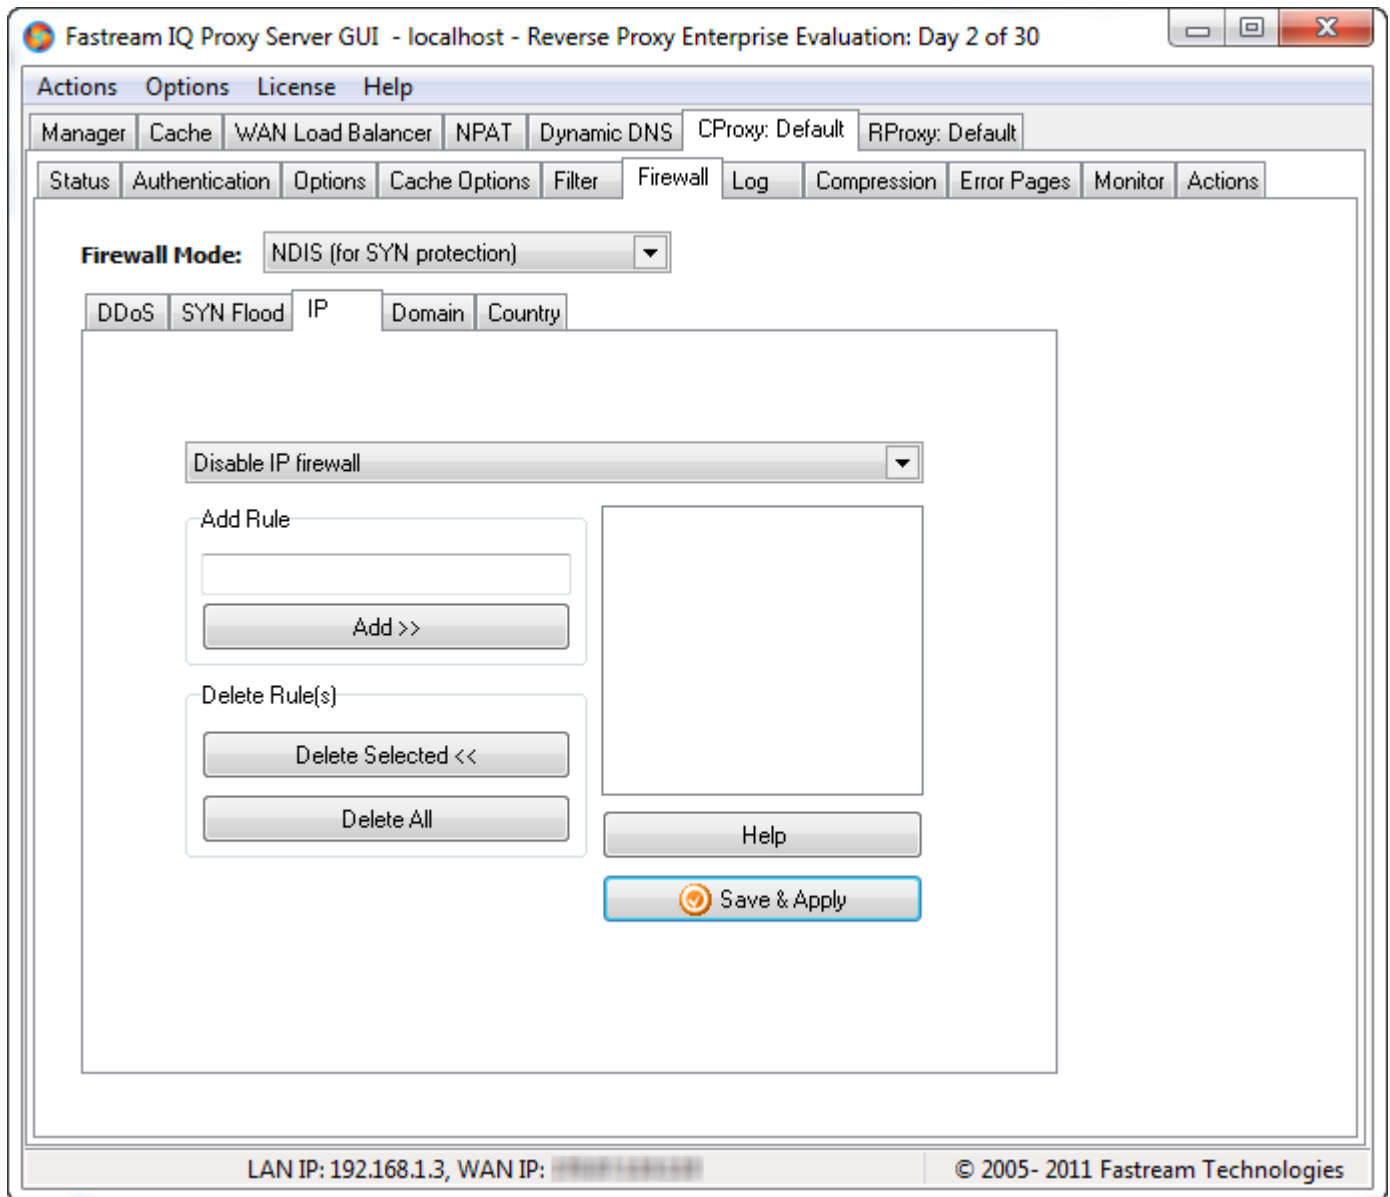 Fastream IQ Proxy Server GUI - localhost - Reverse Proxy Enterprise Evaluation: Day 2 of 30
Actions Options License Help
Manager Cache WAN Load Balancer NPAT Dynamic DNS CProxy: Default RProxy: Default
Status Authentication Options Cache Options Filter Firewall Log Compression Error Pages Monitor Actions
Firewall Mode: NDIS (for SYN protection)
DDoS SYN Flood IP Domain Country
Disable IP firewall
Add Rule
Add >>
Delete Rule(s)
Delete Selected <<
Delete All
Help
Save & Apply
LAN IP: 192.168.1.3, WAN IP:
© 2005- 2011 Fastream Technologies